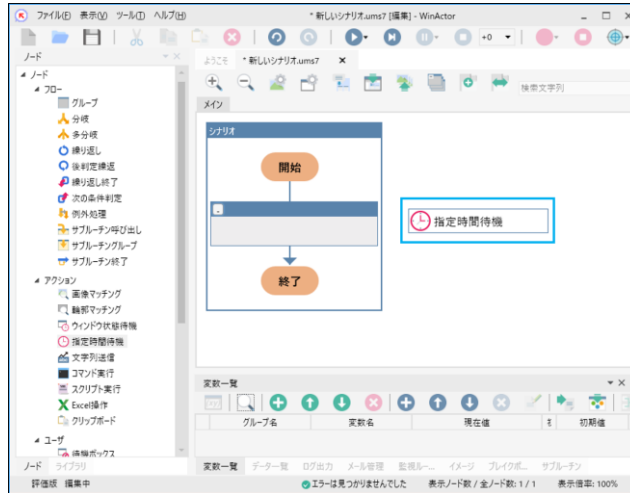 ファイル(F) 表示(V) ツール(T) ヘルプ(H)
* 新しいシナリオ.ums7 [編集] - WinActor
+0
ノード
ようこそ
* 新しいシナリオ.ums7
検索文字列
メイン
ノード
フロー
グループ
分岐
多分岐
繰り返し
後判定繰返
繰り返し終了
次の条件判定
例外処理
サブルーチン呼び出し
サブルーチングループ
サブルーチン終了
アクション
画像マッチング
輪郭マッチング
ウィンドウ状態待機
指定時間待機
文字列送信
コマンド実行
スクリプト実行
Excel操作
クリップボード
ユーザ
待機ボックス
シナリオ
開始
終了
指定時間待機
変数一覧
グループ名 変数名 現在値 初期値
ノード ライブラリ
変数一覧 データ一覧 ログ出力 メール管理 監視ルー... イメージ ブレイクポ... サブルーチン
評価版 編集中
エラーは見つかりませんでした 表示ノード数 / 全ノード数: 1 / 1 表示倍率: 100%